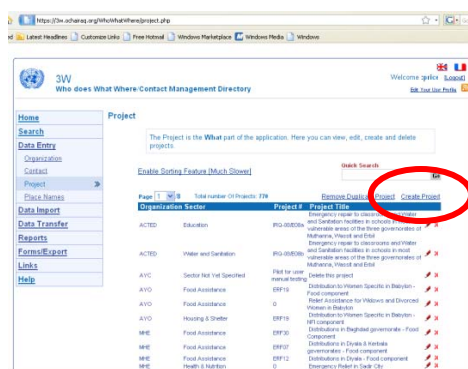 https://3w.ochairaq.org/WhoWhatWhere/project.php
Latest Headlines Customize Links Free Hotmail Windows Marketplace Windows Media Windows
3W
Who does What Where/Contact Management Directory
Welcome [Logout]
Edit Your User Profile
Home
Search
Data Entry
Organization
Contact
Project
Place Names
Data Import
Data Transfer
Reports
Forms/Export
Links
Help
Project
The Project is the What part of the application. Here you can view, edit, create and delete
projects.
Enable Sorting Feature [Much Slower]
Quick Search
Go
Page 1 Total number Of Projects: 770
Remove Duplicate Project Create Project
Organization Sector Project # Project Title
ACTED Education Emergency repair to classrooms and Water
and Sanitation facilities in schools in most
vulnerable areas of the three governorates of
Muthanna, Wassit and Erbil
ACTED Water and Sanitation Emergency repair to classrooms and Water
and Sanitation facilities in schools in most
vulnerable areas of the three governorates of
Muthanna, Wassit and Erbil
AYC Sector Not Yet Specified Pilot for user manual testing Delete this project
AYO Food Assistance ERF18 Distribution to Women Specific in Babylon -
Food component
AYO Food Assistance 0 Relief Assistance for Widows and Divorced
Women in Babylon
AYO Housing & Shelter ERF19 Distribution to Women Specific in Babylon -
NFI component
MHE Food Assistance ERF30 Distributions in Baghdad governorate - Food
Component
MHE Food Assistance ERF07 Distributions in Diyala & Kerbala
governorates - Food component
MHE Food Assistance ERF12 Distributions in Diyala - Food component
MHE Health & Nutrition 0 Emergency Relief in Sadr City